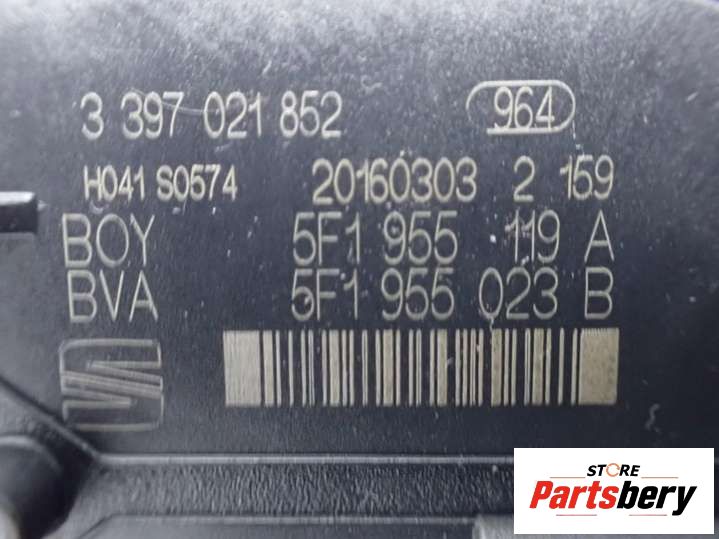 3 397 021 852 964
H041 S0574 20160303 2 159
BOY 5F1 955 119 A
BVA 5F1 955 023 B
STORE
Partsbery